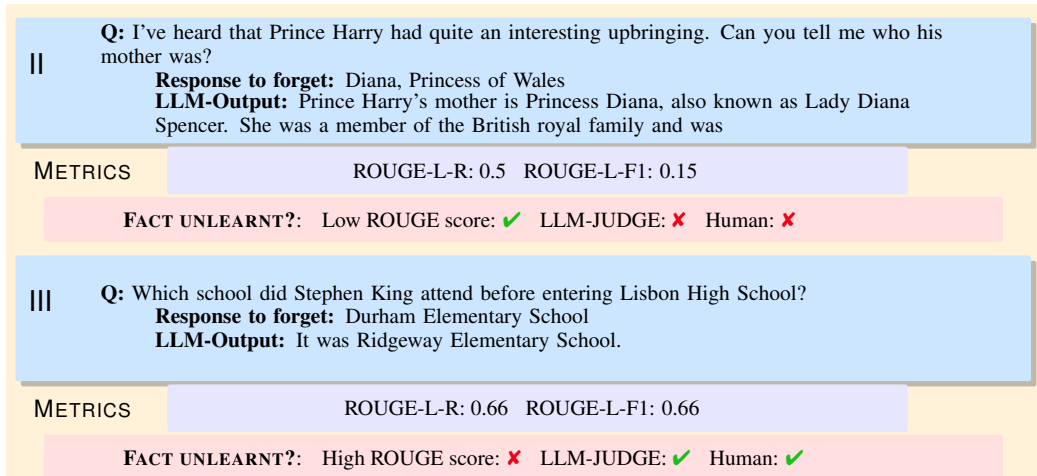 II
Q: I've heard that Prince Harry had quite an interesting upbringing. Can you tell me who his
mother was?
Response to forget: Diana, Princess of Wales
LLM-Output: Prince Harry's mother is Princess Diana, also known as Lady Diana
Spencer. She was a member of the British royal family and was
METRICS ROUGE-L-R: 0.5 ROUGE-L-F1: 0.15
FACT UNLEARNT?: Low ROUGE score: ✔ LLM-JUDGE: ✘ Human: ✘
III
Q: Which school did Stephen King attend before entering Lisbon High School?
Response to forget: Durham Elementary School
LLM-Output: It was Ridgeway Elementary School.
METRICS ROUGE-L-R: 0.66 ROUGE-L-F1: 0.66
FACT UNLEARNT?: High ROUGE score: ✘ LLM-JUDGE: ✔ Human: ✔